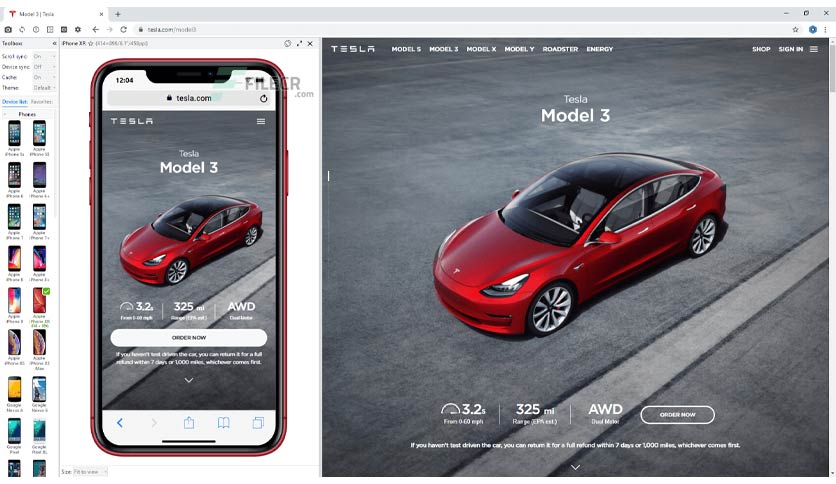 Model 3 | Tesla
tesla.com/model3
Toolbox
Scroll sync: On
Device sync: Off
Cache: On
Theme: Default
Device list: Favorites:
Phones
Apple iPhone 5s
Apple iPhone SE
Apple iPhone 6
Apple iPhone 6+
Apple iPhone 7
Apple iPhone 7+
Apple iPhone 8
Apple iPhone 8+
Apple iPhone X
Apple iPhone XR
414 × 896
Apple iPhone XS
Apple iPhone XS Max
Google Nexus 6
Google Pixel
Google Pixel XL
iPhone XR
12:04
FILECR
.com
tesla.com
TESLA
Tesla
Model 3
3.2s
From 0-60 mph
325 mi
Range (EPA est.)
AWD
Dual Motor
ORDER NOW
If you haven't test driven the car, you can return it for a full
refund within 7 days or 1,000 miles, whichever comes first.
Size: Fit to view
TESLA MODEL S MODEL 3 MODEL X MODEL Y ROADSTER ENERGY SHOP SIGN IN
Tesla
Model 3
3.2s
From 0-60 mph
325 mi
Range (EPA est.)
AWD
Dual Motor
ORDER NOW
If you haven't test driven the car, you can return it for a full refund within 7 days or 1,000 miles, whichever comes first.